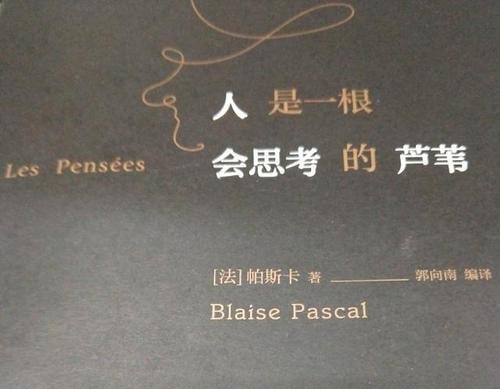 人是一根
Les Pensées
会思考的芦苇
[法]帕斯卡 著 郭向南 编译
Blaise Pascal